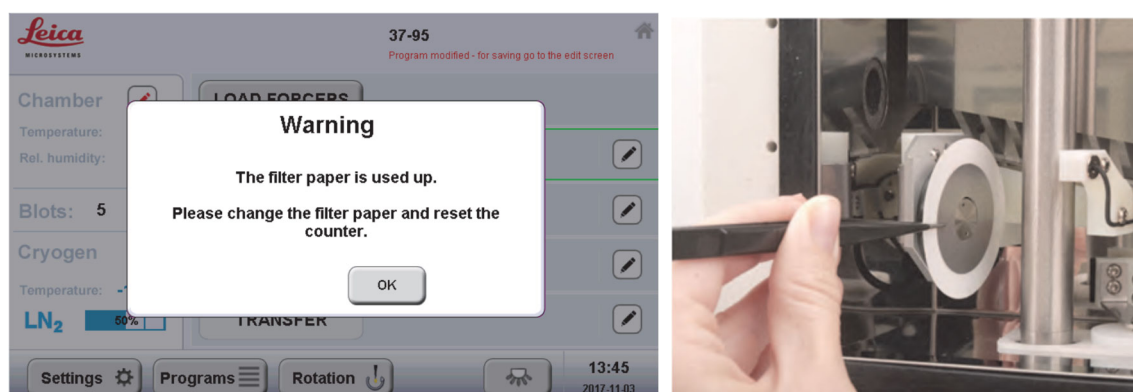 Leica
MICROSYSTEMS
37-95
Program modified - for saving go to the edit screen
Chamber
LOAD FORCEPS
Temperature:
Rel. humidity:
Warning
The filter paper is used up.
Please change the filter paper and reset the
counter.
OK
Blots: 5
Cryogen
Temperature:
LN2
50%
TRANSFER
Settings
Programs
Rotation
13:45
2017-11-03